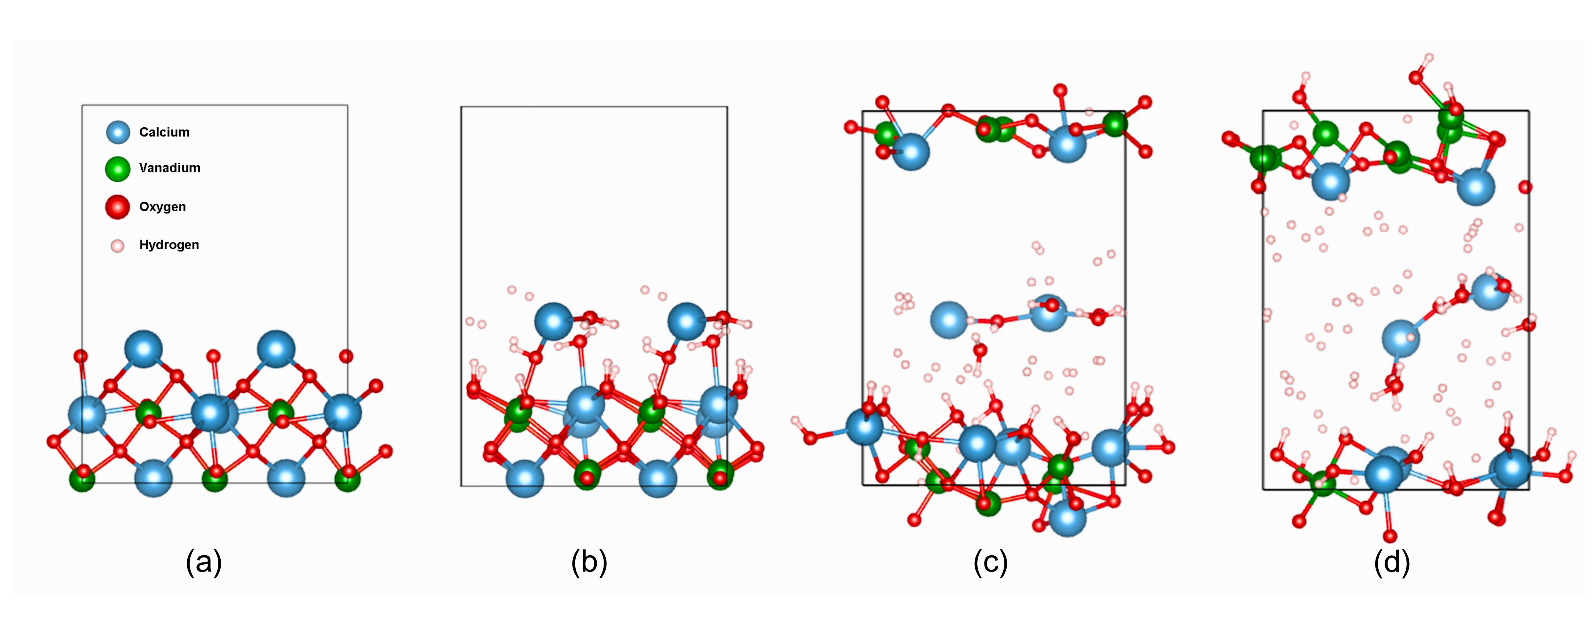 Calcium
Vanadium
Oxygen
Hydrogen
(a)
(b)
(c)
(d)